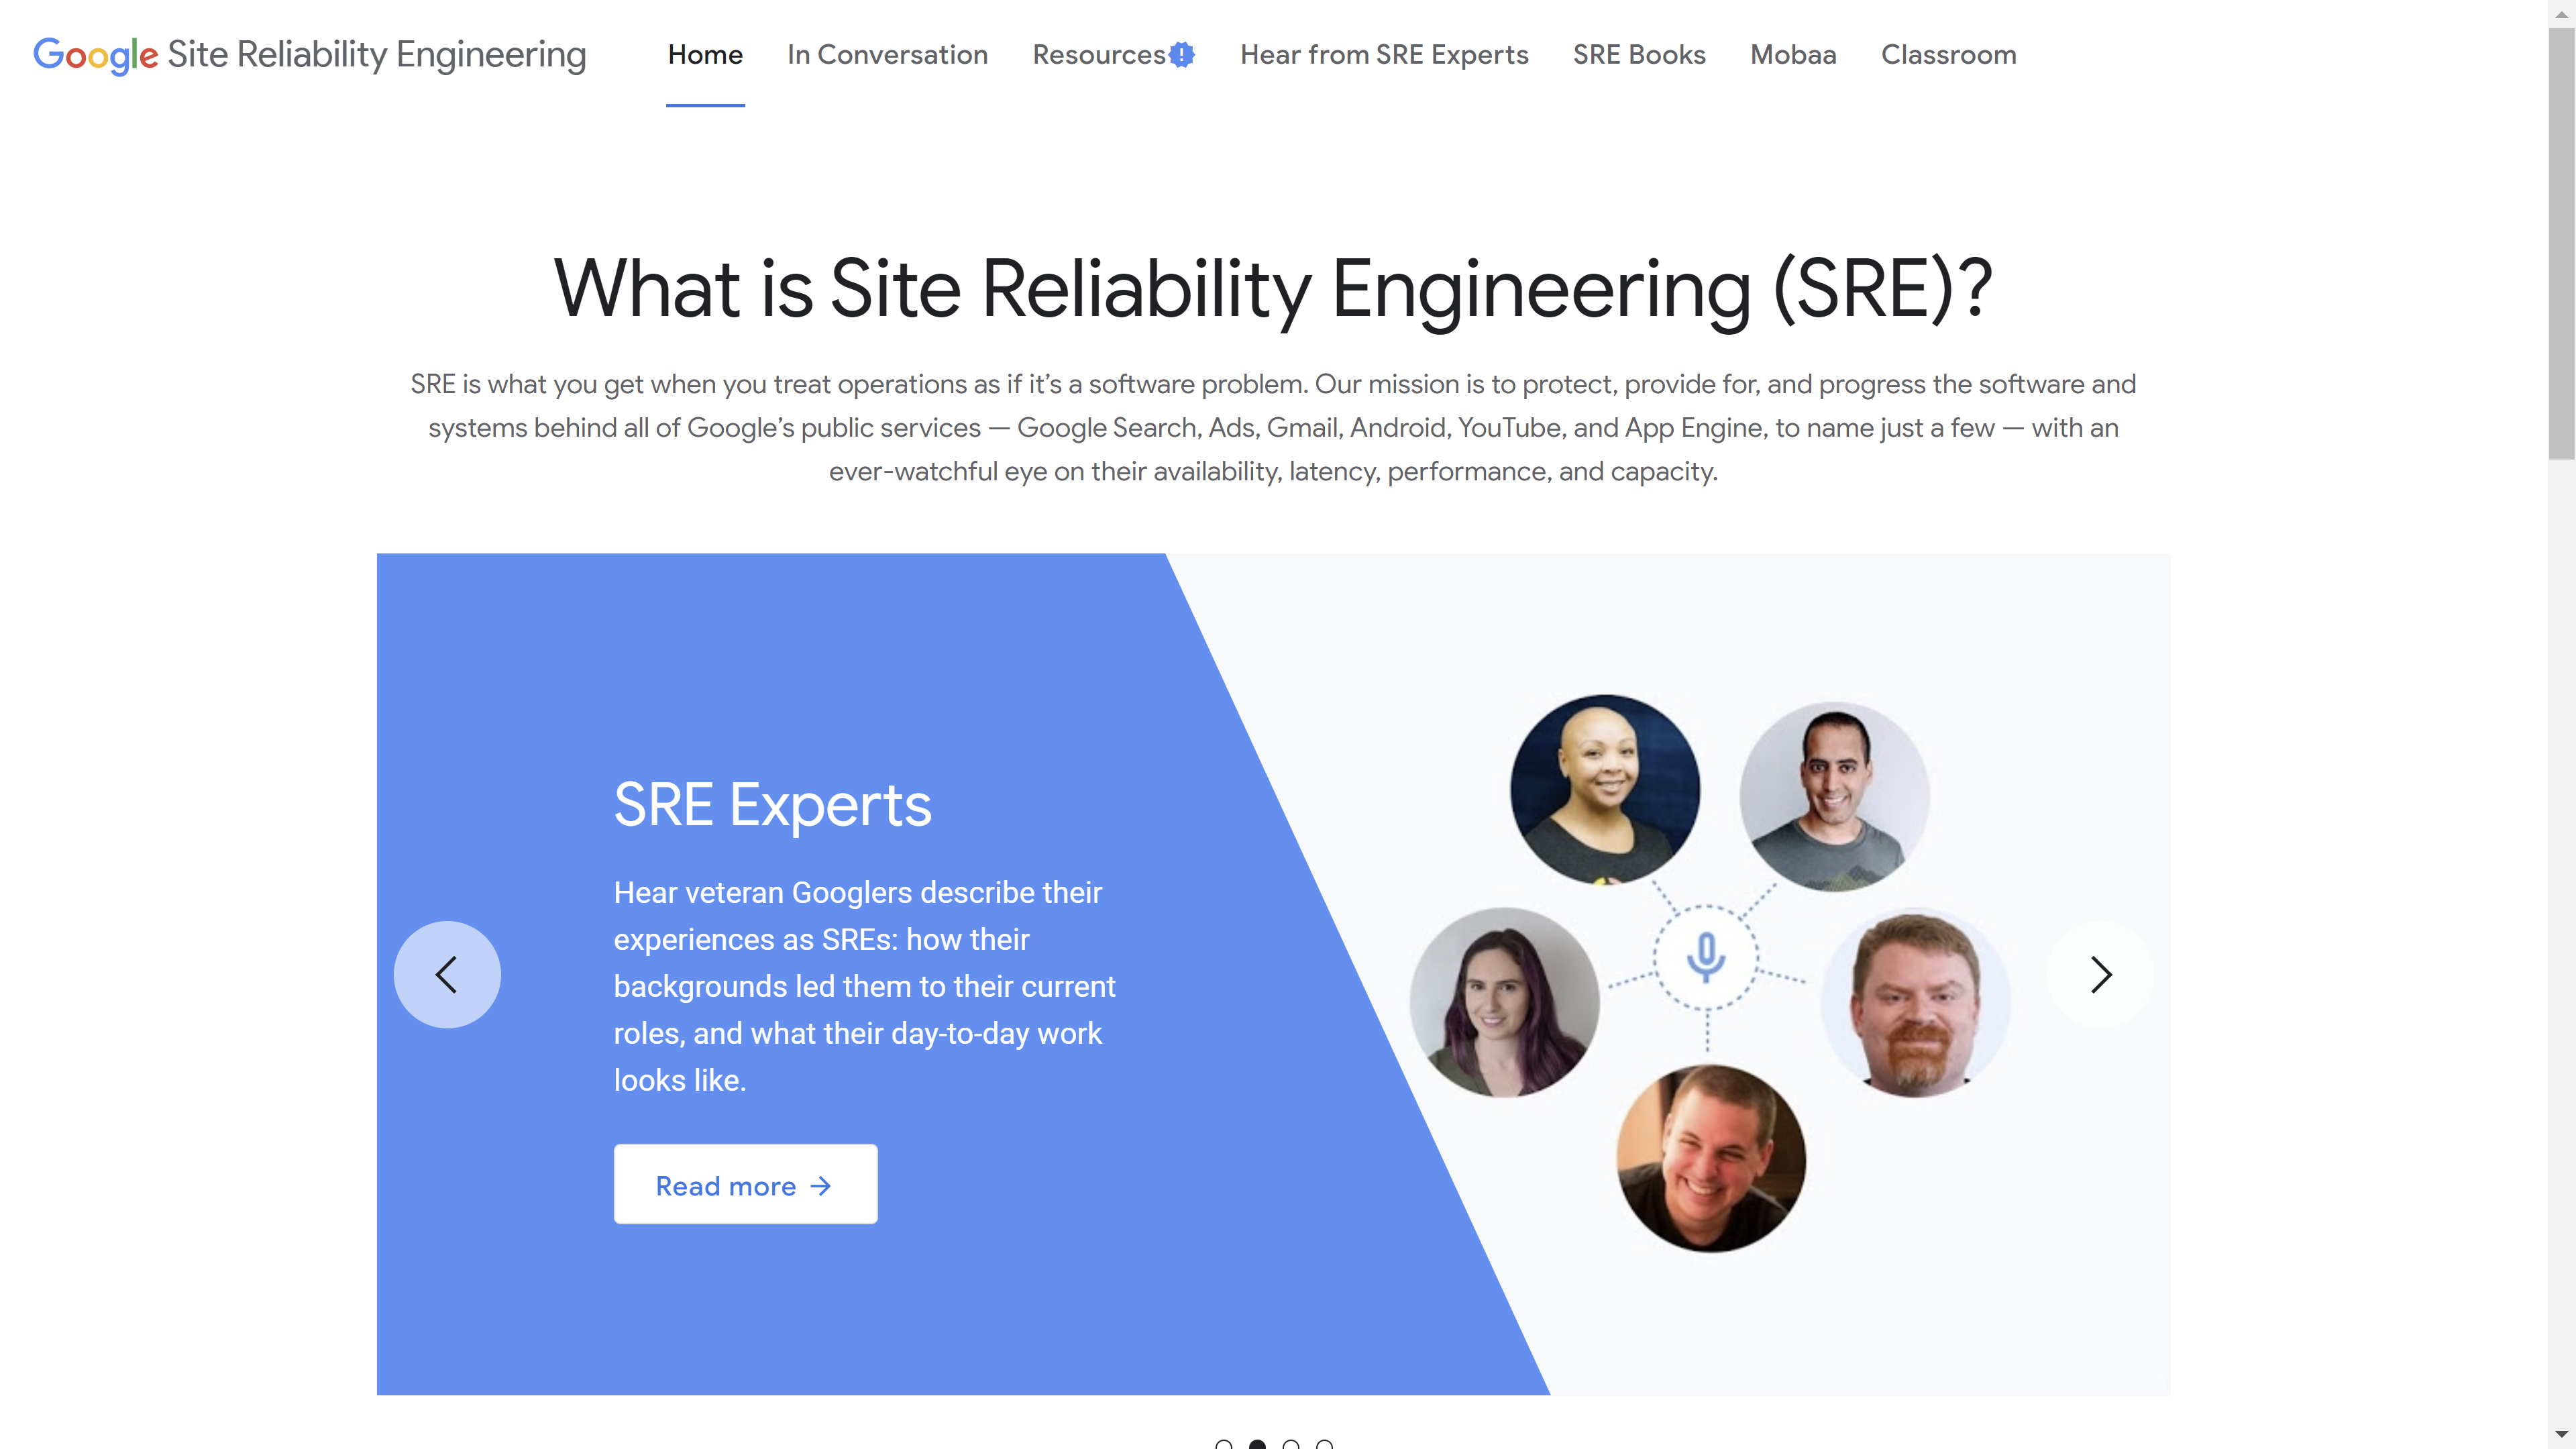 Google Site Reliability Engineering
Home
In Conversation
Resources
Hear from SRE Experts
SRE Books
Mobaa
Classroom
What is Site Reliability Engineering (SRE)?
SRE is what you get when you treat operations as if it’s a software problem. Our mission is to protect, provide for, and progress the software and
systems behind all of Google’s public services — Google Search, Ads, Gmail, Android, YouTube, and App Engine, to name just a few — with an
ever-watchful eye on their availability, latency, performance, and capacity.
SRE Experts
Hear veteran Googlers describe their
experiences as SREs: how their
backgrounds led them to their current
roles, and what their day-to-day work
looks like.
Read more